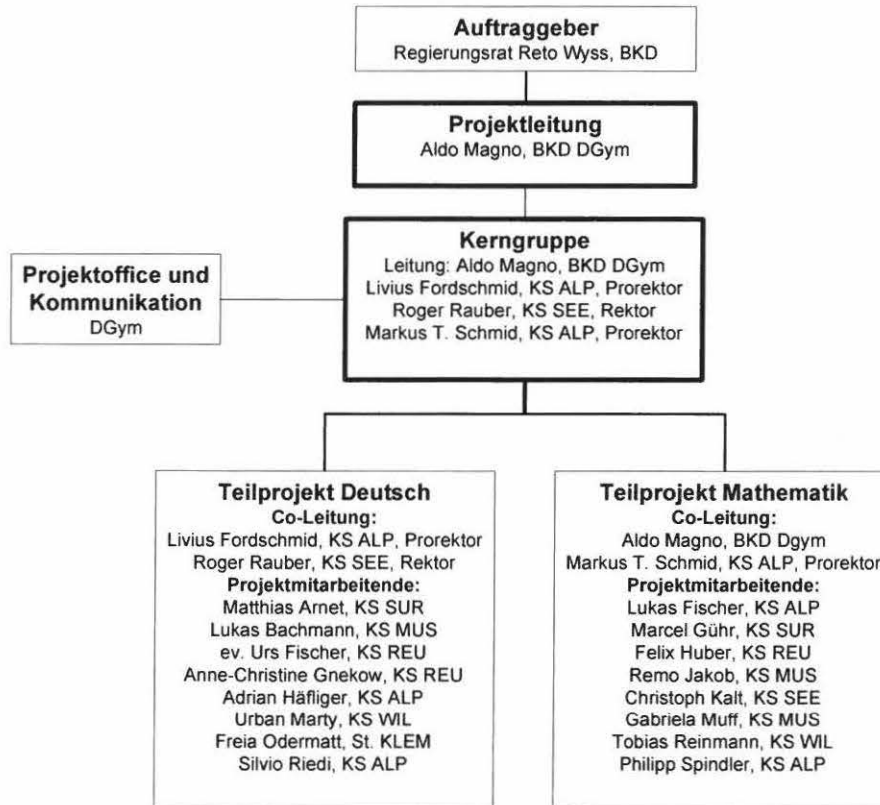 Auftraggeber
Regierungsrat Reto Wyss, BKD
Projektleitung
Aldo Magno, BKD DGym
Kerngruppe
Leitung: Aldo Magno, BKD DGym
Livius Fordschmid, KS ALP, Prorektor
Roger Rauber, KS SEE, Rektor
Markus T. Schmid, KS ALP, Prorektor
Projektoffice und
Kommunikation
DGym
Teilprojekt Deutsch
Co-Leitung:
Livius Fordschmid, KS ALP, Prorektor
Roger Rauber, KS SEE, Rektor
Projektmitarbeitende:
Matthias Arnet, KS SUR
Lukas Bachmann, KS MUS
ev. Urs Fischer, KS REU
Anne-Christine Gnekow, KS REU
Adrian Häfliger, KS ALP
Urban Marty, KS WIL
Freia Odermatt, St. KLEM
Silvio Riedi, KS ALP
Teilprojekt Mathematik
Co-Leitung:
Aldo Magno, BKD Dgym
Markus T. Schmid, KS ALP, Prorektor
Projektmitarbeitende:
Lukas Fischer, KS ALP
Marcel Gühr, KS SUR
Felix Huber, KS REU
Remo Jakob, KS MUS
Christoph Kalt, KS SEE
Gabriela Muff, KS MUS
Tobias Reinmann, KS WIL
Philipp Spindler, KS ALP